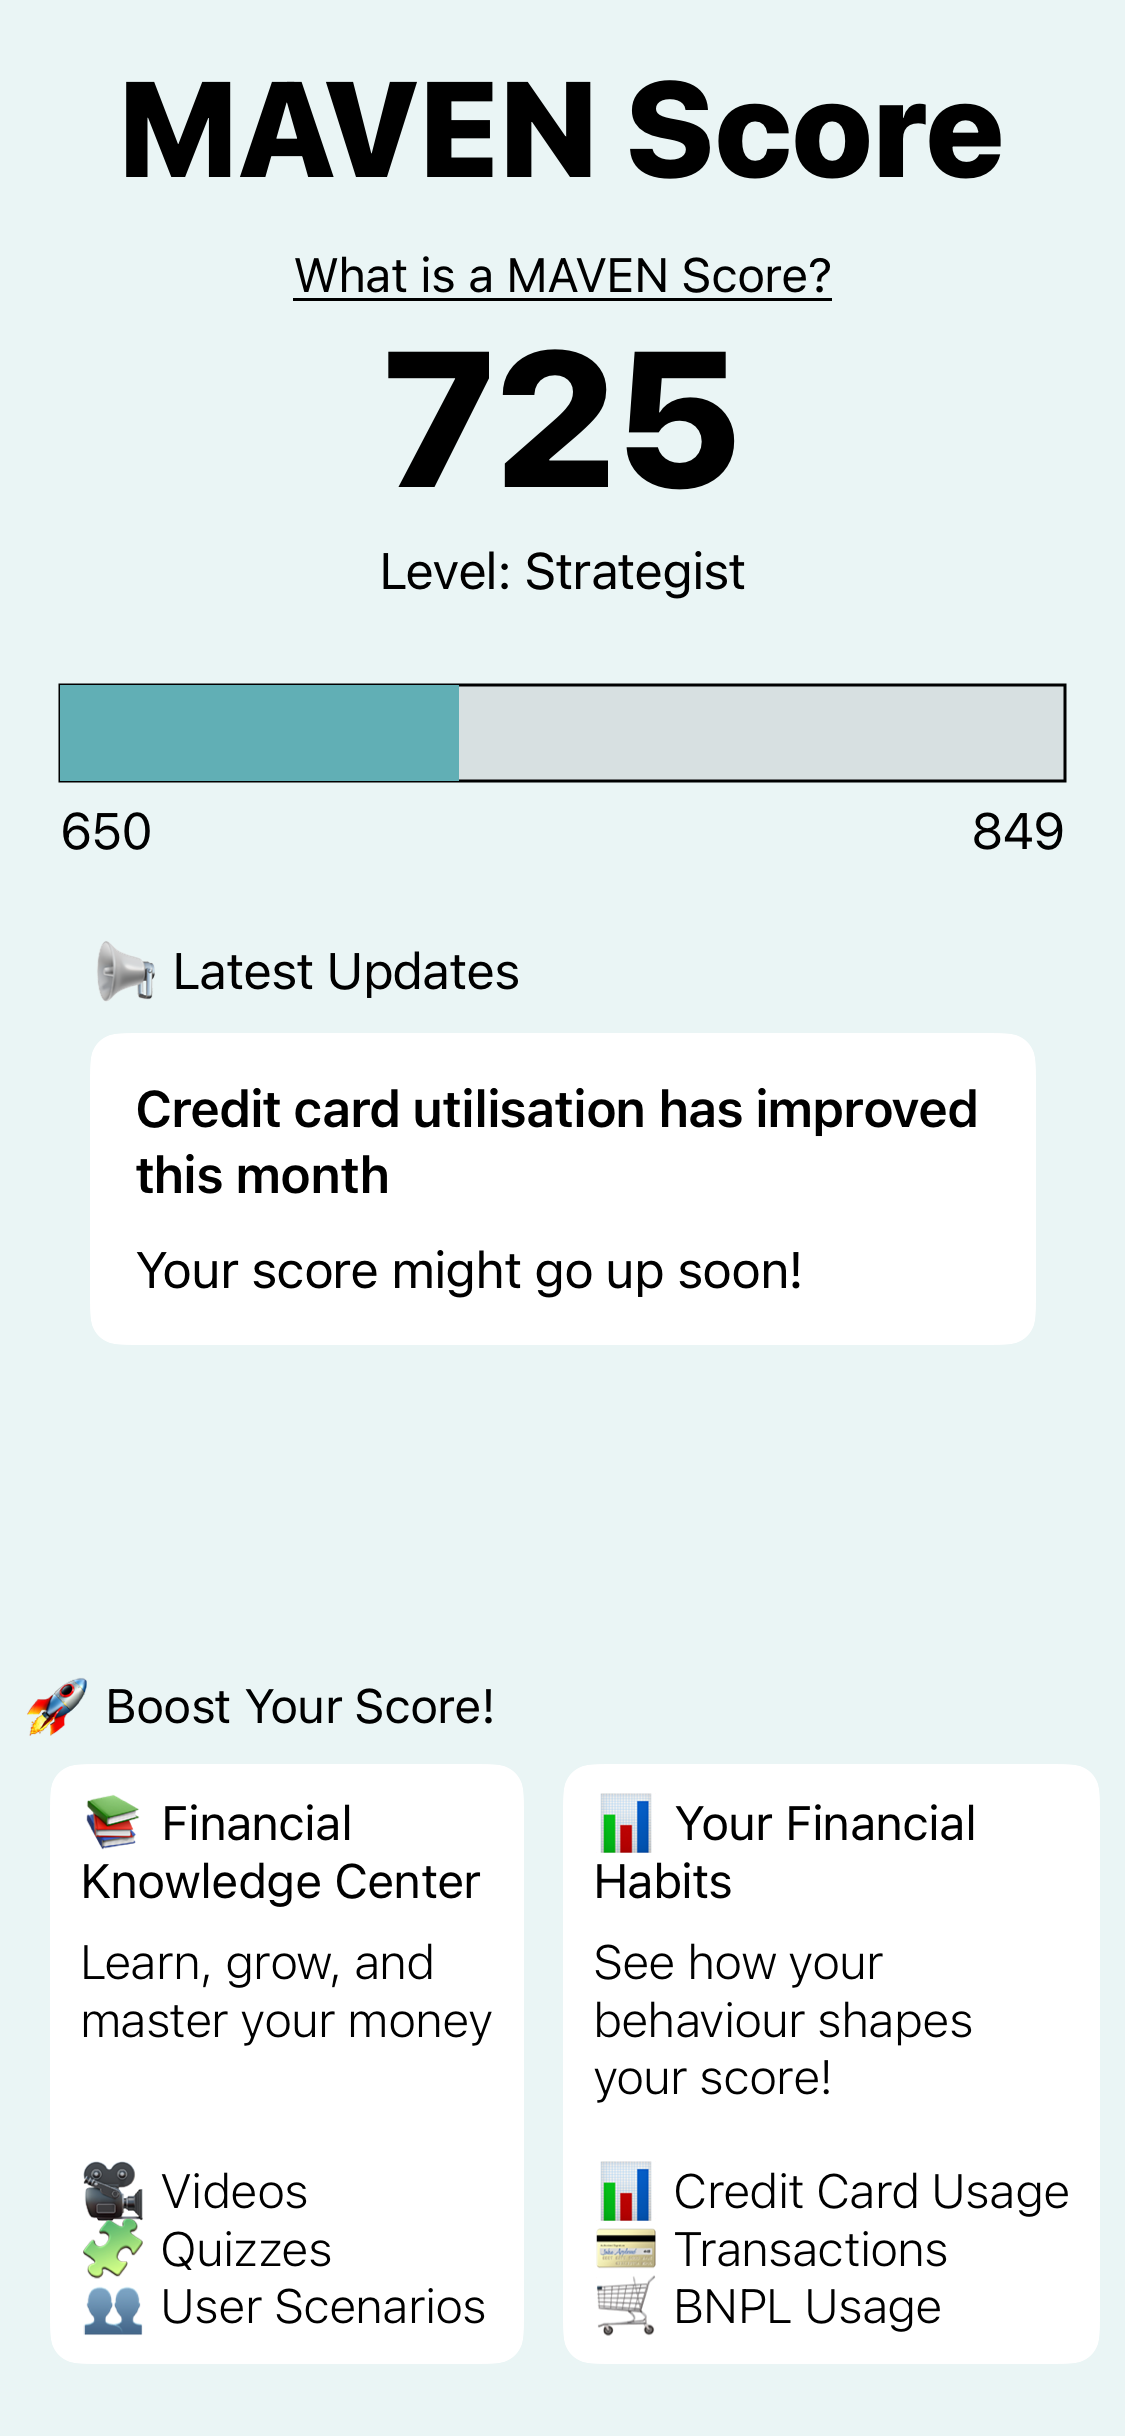 MAVEN Score
What is a MAVEN Score?
725
Level: Strategist
650
849
Latest Updates
Credit card utilisation has improved
this month
Your score might go up soon!
Boost Your Score!
Financial
Knowledge Center
Learn, grow, and
master your money
Videos
Quizzes
User Scenarios
Your Financial
Habits
See how your
behaviour shapes
your score!
Credit Card Usage
Transactions
BNPL Usage